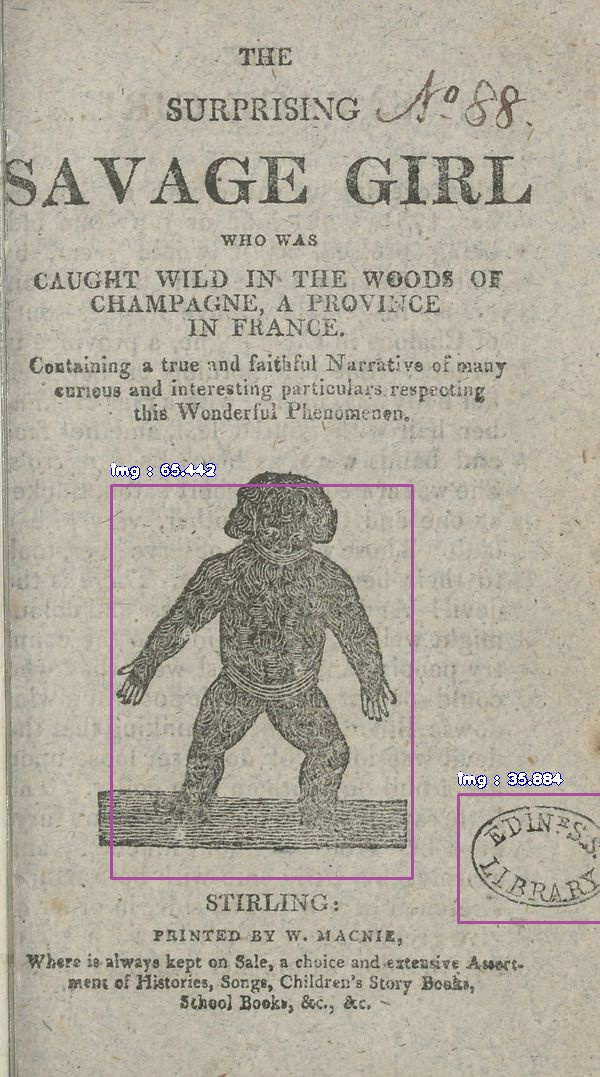 THE
SURPRISING
No 88.
SAVAGE GIRL
WHO WAS
CAUGHT WILD IN THE WOODS OF
CHAMPAGNE, A PROVINCE
IN FRANCE.
Containing a true and faithful Narrative of many
curious and interesting particulars respecting
this Wonderful Phenomenon.
img : 65.442
img : 35.884
EDINR S.S.
LIBRARY
STIRLING:
PRINTED BY W. MACNIE,
Where is always kept on Sale, a choice and extensive Assort-
ment of Histories, Songs, Children's Story Books,
School Books, &c., &c.